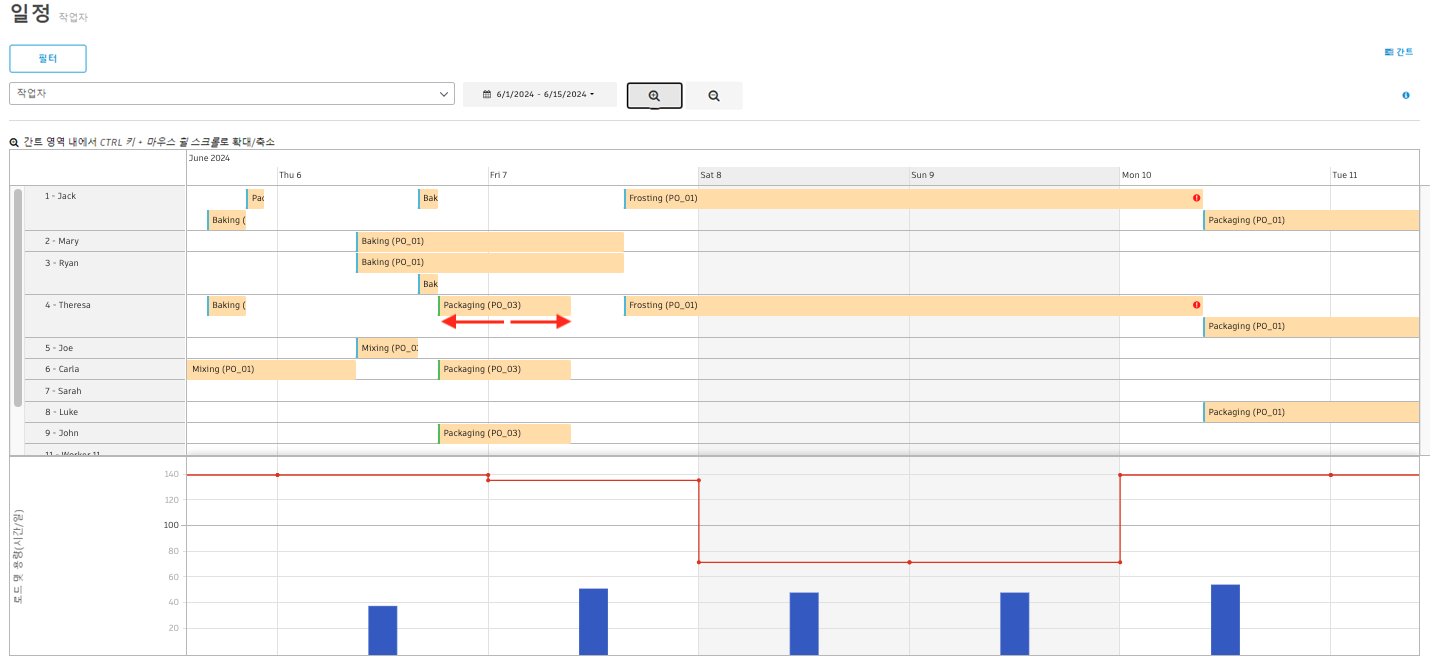 일정 작업자
필터
간트
작업자
6/1/2024 - 6/15/2024
간트 영역 내에서 CTRL 키 + 마우스 휠 스크롤로 확대/축소
June 2024
Thu 6 Fri 7 Sat 8 Sun 9 Mon 10 Tue 11
1 - Jack Pac Bak Frosting (PO_01)
Baking ( Packaging (PO_01)
2 - Mary Baking (PO_01)
3 - Ryan Baking (PO_01)
Bak
4 - Theresa Baking ( Packaging (PO_03) Frosting (PO_01)
Packaging (PO_01)
5 - Joe Mixing (PO_0
6 - Carla Mixing (PO_01) Packaging (PO_03)
7 - Sarah
8 - Luke Packaging (PO_01)
9 - John Packaging (PO_03)
11 - Worker 11
로드 및 용량(시간/일)
140
120
100
80
60
40
20